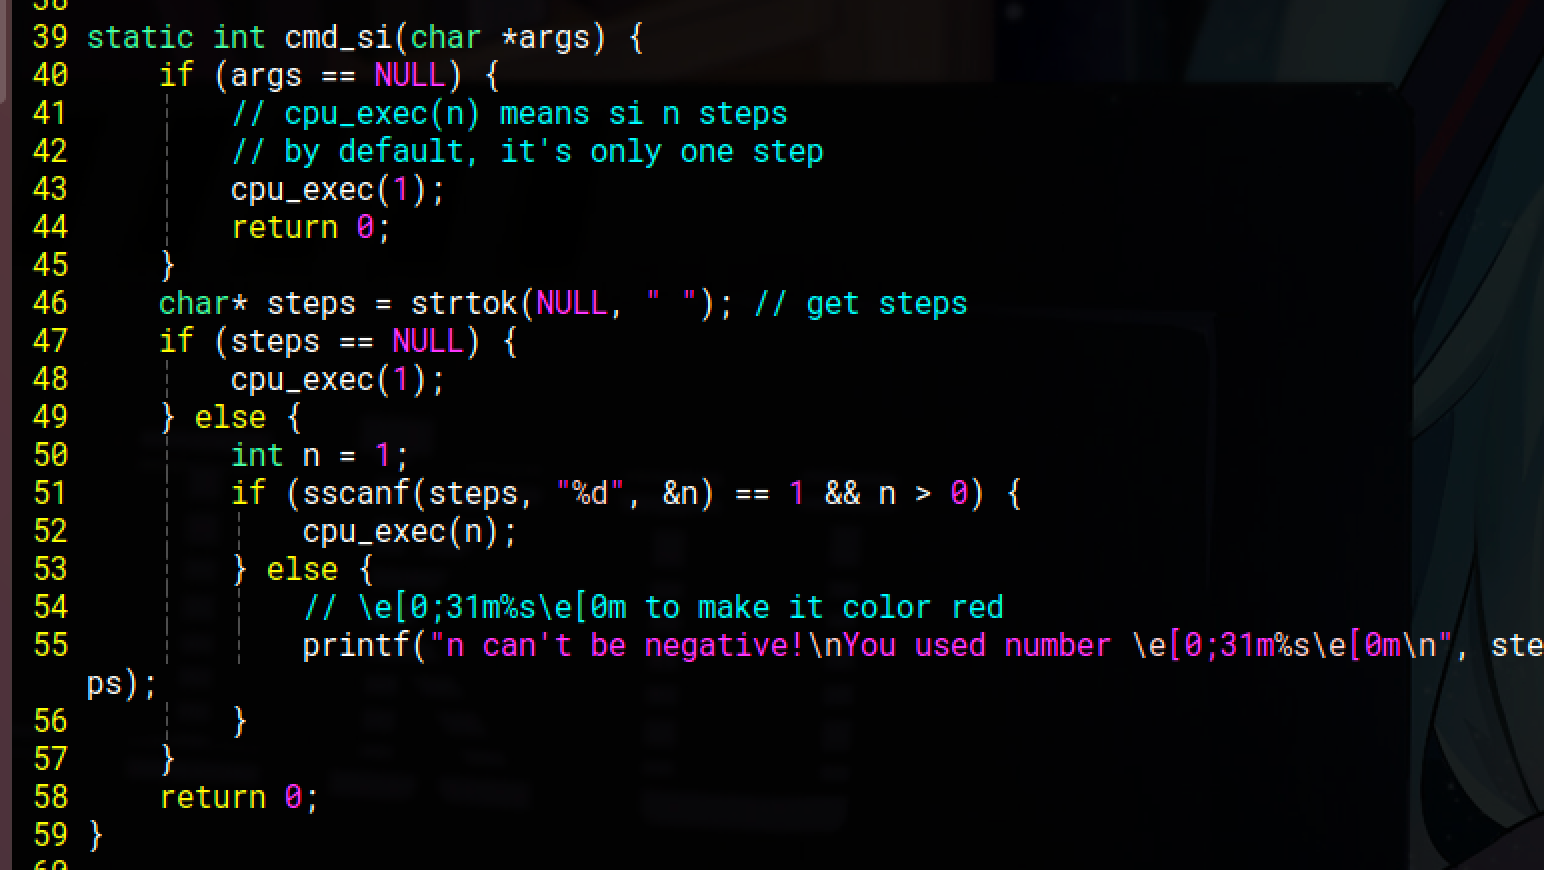 38
39 static int cmd_si(char *args) {
40     if (args == NULL) {
41         // cpu_exec(n) means si n steps
42         // by default, it's only one step
43         cpu_exec(1);
44         return 0;
45     }
46     char* steps = strtok(NULL, " "); // get steps
47     if (steps == NULL) {
48         cpu_exec(1);
49     } else {
50         int n = 1;
51         if (sscanf(steps, "%d", &n) == 1 && n > 0) {
52             cpu_exec(n);
53         } else {
54             // \e[0;31m%s\e[0m to make it color red
55             printf("n can't be negative!\nYou used number \e[0;31m%s\e[0m\n", ste
ps);
56         }
57     }
58     return 0;
59 }
60